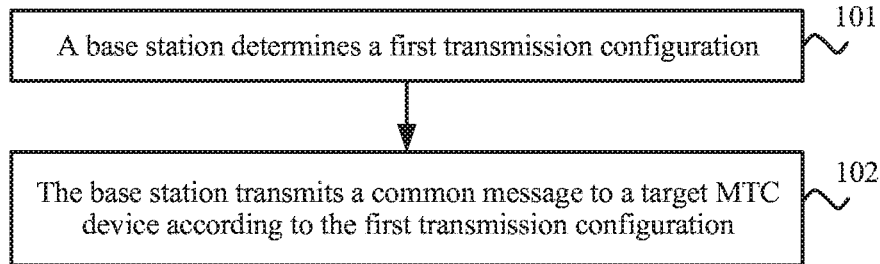 A base station determines a first transmission configuration
101
The base station transmits a common message to a target MTC
device according to the first transmission configuration
102